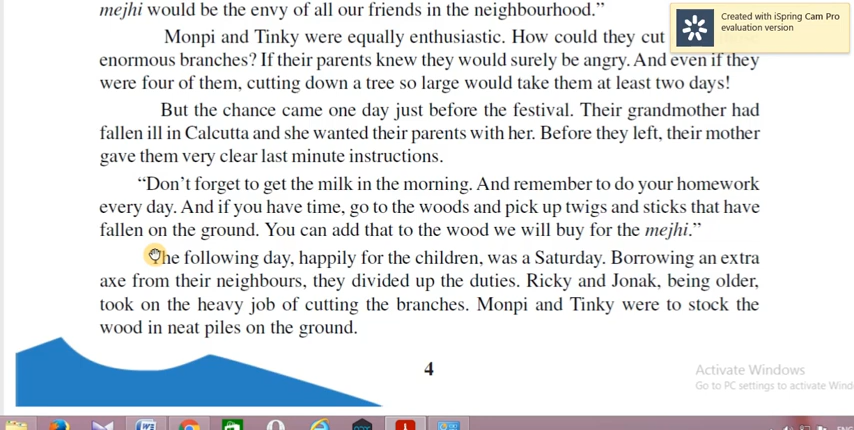 mejhi would be the envy of all our friends in the neighbourhood.”
Created with iSpring Cam Pro
evaluation version
Monpi and Tinky were equally enthusiastic. How could they cut
enormous branches? If their parents knew they would surely be angry. And even if they
were four of them, cutting down a tree so large would take them at least two days!
But the chance came one day just before the festival. Their grandmother had
fallen ill in Calcutta and she wanted their parents with her. Before they left, their mother
gave them very clear last minute instructions.
“Don’t forget to get the milk in the morning. And remember to do your homework
every day. And if you have time, go to the woods and pick up twigs and sticks that have
fallen on the ground. You can add that to the wood we will buy for the mejhi.”
The following day, happily for the children, was a Saturday. Borrowing an extra
axe from their neighbours, they divided up the duties. Ricky and Jonak, being older,
took on the heavy job of cutting the branches. Monpi and Tinky were to stock the
wood in neat piles on the ground.
4
Activate Windows
Go to PC settings to activate Wind